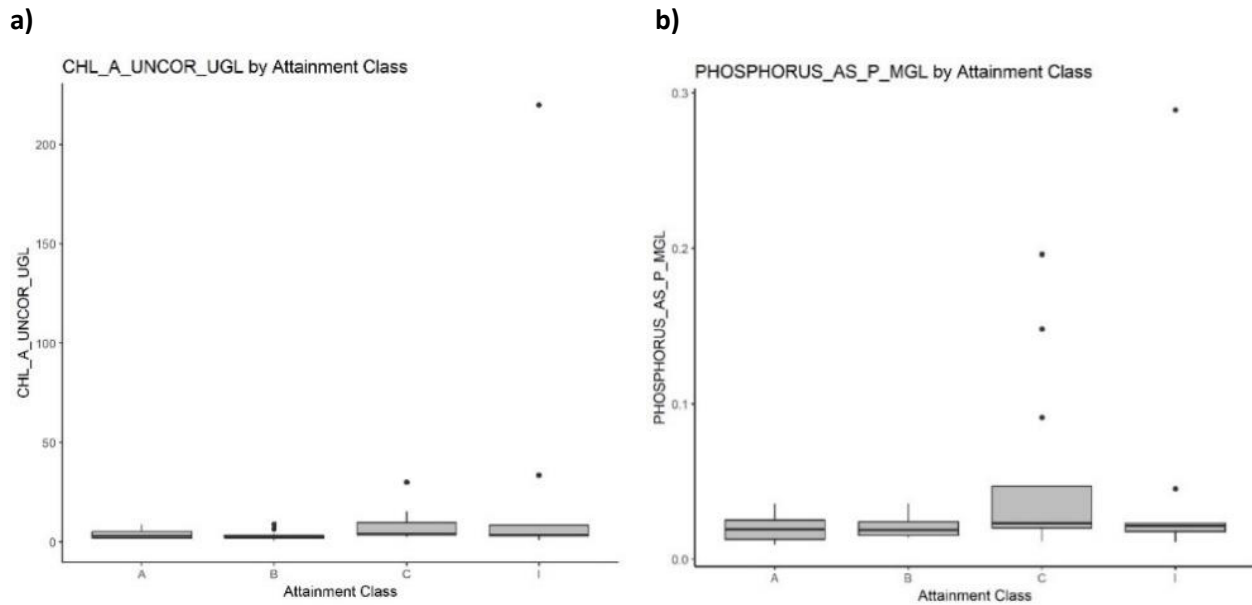 a)
CHL_A_UNCOR_UGL by Attainment Class
200
150
100
50
0
CHL_A_UNCOR_UGL
A B C I
Attainment Class
b)
PHOSPHORUS_AS_P_MGL by Attainment Class
0.3
0.2
0.1
0.0
PHOSPHORUS_AS_P_MGL
A B C I
Attainment Class